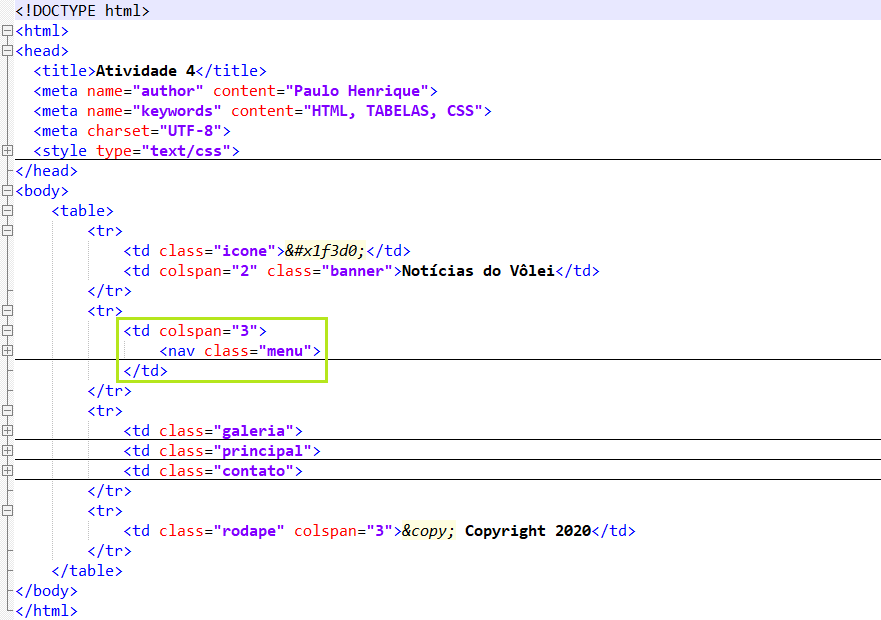 <!DOCTYPE html>
<html>
<head>
<title>Atividade 4</title>
<meta name="author" content="Paulo Henrique">
<meta name="keywords" content="HTML, TABELAS, CSS">
<meta charset="UTF-8">
<style type="text/css">
</head>
<body>
<table>
<tr>
<td class="icone">&#x1f3d0;</td>
<td colspan="2" class="banner">Notícias do Vôlei</td>
</tr>
<tr>
<td colspan="3">
<nav class="menu">
</td>
</tr>
<tr>
<td class="galeria">
<td class="principal">
<td class="contato">
</tr>
<tr>
<td class="rodape" colspan="3">&copy; Copyright 2020</td>
</tr>
</table>
</body>
</html>